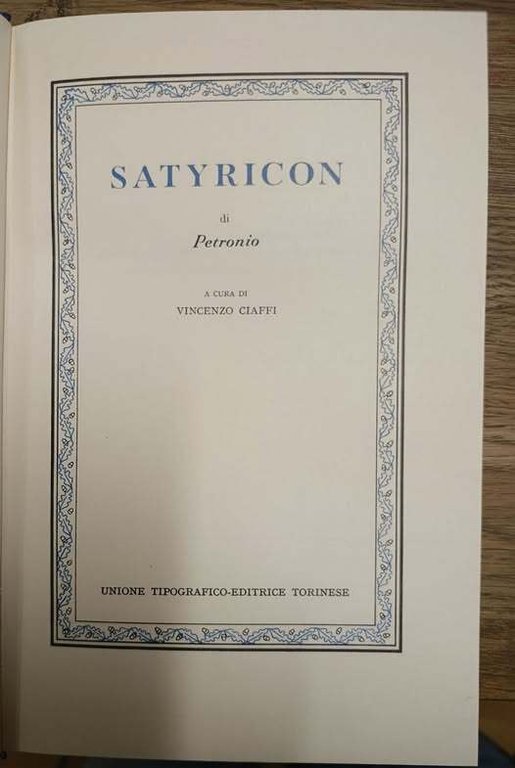 SATYRICON
di
Petronio
A CURA DI
VINCENZO CIAFFI
UNIONE TIPOGRAFICO-EDITRICE TORINESE